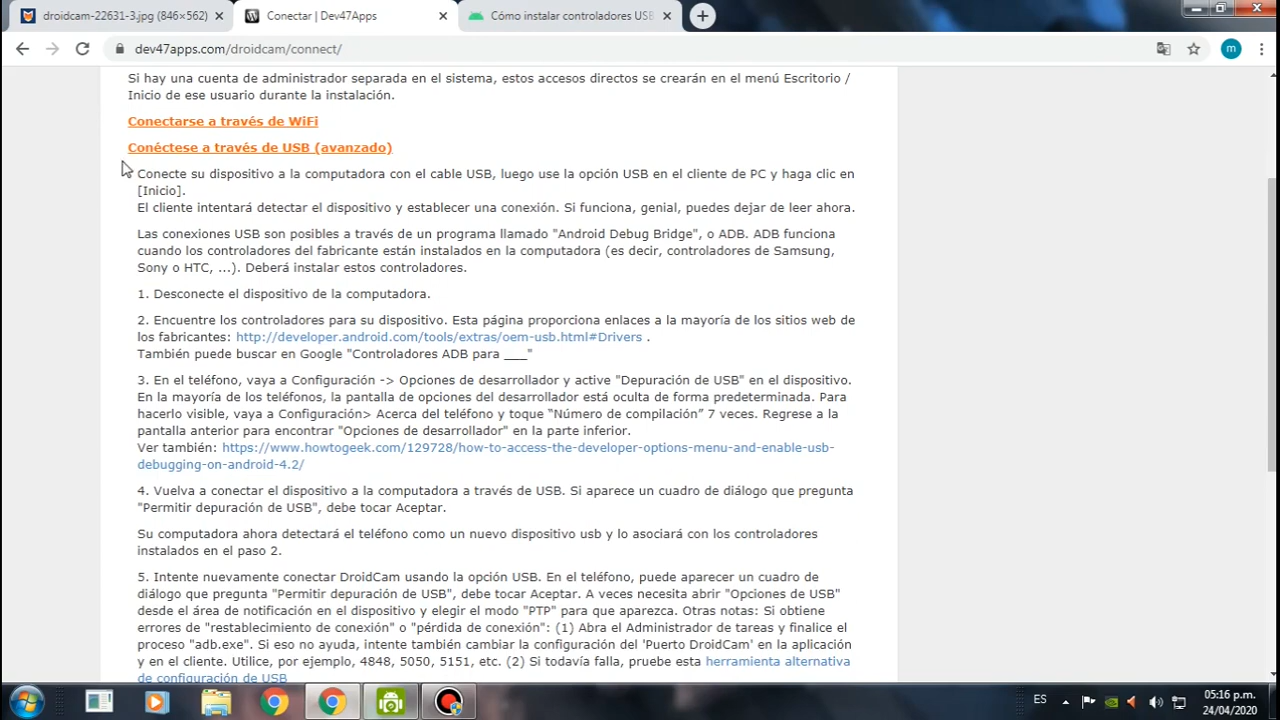 droidcam-22631-3.jpg (846×562)
Conectar | Dev47Apps
Cómo instalar controladores USB
dev47apps.com/droidcam/connect/
m
Si hay una cuenta de administrador separada en el sistema, estos accesos directos se crearán en el menú Escritorio /
Inicio de ese usuario durante la instalación.
Conectarse a través de WiFi
Conéctese a través de USB (avanzado)
Conecte su dispositivo a la computadora con el cable USB, luego use la opción USB en el cliente de PC y haga clic en
[Inicio].
El cliente intentará detectar el dispositivo y establecer una conexión. Si funciona, genial, puedes dejar de leer ahora.
Las conexiones USB son posibles a través de un programa llamado "Android Debug Bridge", o ADB. ADB funciona
cuando los controladores del fabricante están instalados en la computadora (es decir, controladores de Samsung,
Sony o HTC, ...). Deberá instalar estos controladores.
1. Desconecte el dispositivo de la computadora.
2. Encuentre los controladores para su dispositivo. Esta página proporciona enlaces a la mayoría de los sitios web de
los fabricantes: http://developer.android.com/tools/extras/oem-usb.html#Drivers .
También puede buscar en Google "Controladores ADB para ___"
3. En el teléfono, vaya a Configuración -> Opciones de desarrollador y active "Depuración de USB" en el dispositivo.
En la mayoría de los teléfonos, la pantalla de opciones del desarrollador está oculta de forma predeterminada. Para
hacerlo visible, vaya a Configuración> Acerca del teléfono y toque “Número de compilación” 7 veces. Regrese a la
pantalla anterior para encontrar "Opciones de desarrollador" en la parte inferior.
Ver también: https://www.howtogeek.com/129728/how-to-access-the-developer-options-menu-and-enable-usb-
debugging-on-android-4.2/
4. Vuelva a conectar el dispositivo a la computadora a través de USB. Si aparece un cuadro de diálogo que pregunta
"Permitir depuración de USB", debe tocar Aceptar.
Su computadora ahora detectará el teléfono como un nuevo dispositivo usb y lo asociará con los controladores
instalados en el paso 2.
5. Intente nuevamente conectar DroidCam usando la opción USB. En el teléfono, puede aparecer un cuadro de
diálogo que pregunta "Permitir depuración de USB", debe tocar Aceptar. A veces necesita abrir "Opciones de USB"
desde el área de notificación en el dispositivo y elegir el modo "PTP" para que aparezca. Otras notas: Si obtiene
errores de "restablecimiento de conexión" o "pérdida de conexión": (1) Abra el Administrador de tareas y finalice el
proceso "adb.exe". Si eso no ayuda, intente también cambiar la configuración del 'Puerto DroidCam' en la aplicación
y en el cliente. Utilice, por ejemplo, 4848, 5050, 5151, etc. (2) Si todavía falla, pruebe esta herramienta alternativa
de configuración de USB
ES
05:16 p.m.
24/04/2020